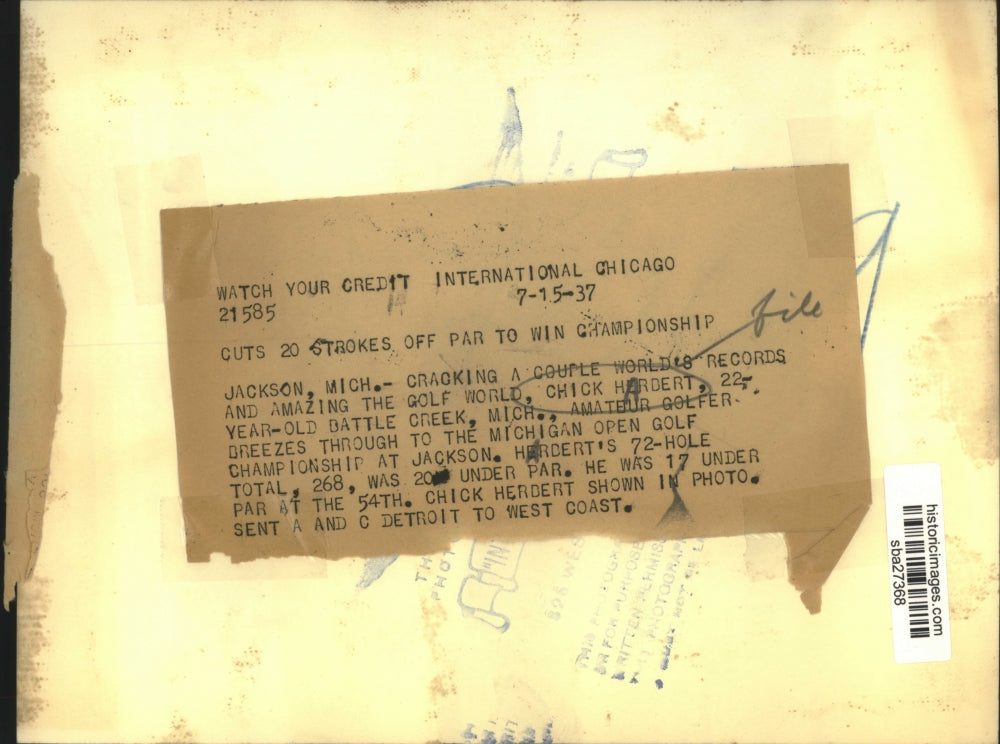 WATCH YOUR CREDIT INTERNATIONAL CHICAGO
21585 7-15-37
CUTS 20 STROKES OFF PAR TO WIN CHAMPIONSHIP
file
JACKSON, MICH.- CRACKING A COUPLE WORLD'S RECORDS
AND AMAZING THE GOLF WORLD, CHICK HERBERT, 22-
YEAR-OLD BATTLE CREEK, MICH., AMATEUR GOLFER
BREEZES THROUGH TO THE MICHIGAN OPEN GOLF
CHAMPIONSHIP AT JACKSON. HERBERT'S 72-HOLE
TOTAL, 268, WAS 20 UNDER PAR. HE WAS 17 UNDER
PAR AT THE 54TH. CHICK HERBERT SHOWN IN PHOTO.
SENT A AND C DETROIT TO WEST COAST.
A
historicimages.com
sba27368